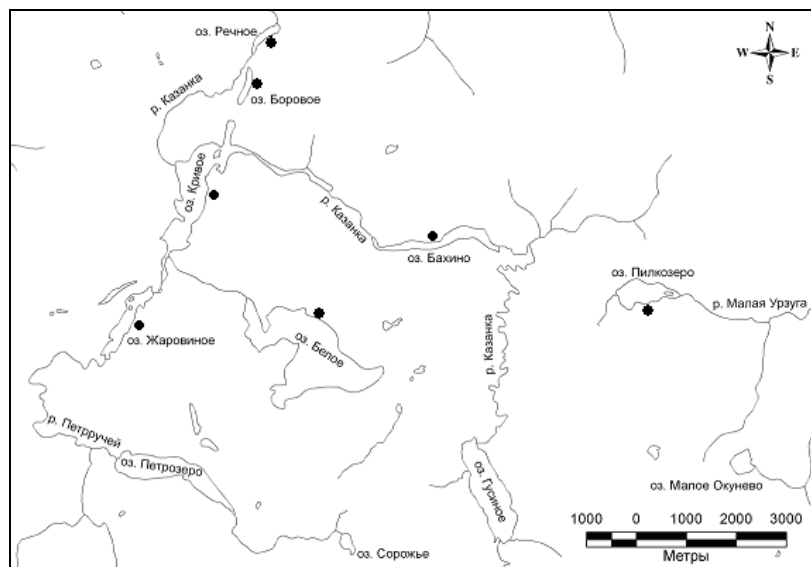 оз. Речное
N
W E
S
р. Казанка
оз. Боровое
оз. Кривое
р. Казанка
оз. Бахино
оз. Пилкозеро
р. Малая Урзуга
оз. Жаровиное
оз. Белое
р. Казанка
р. Петрручей
оз. Петрозеро
оз. Гусиное
оз. Малое Окунево
оз. Сорожье
1000 0 1000 2000 3000
Метры